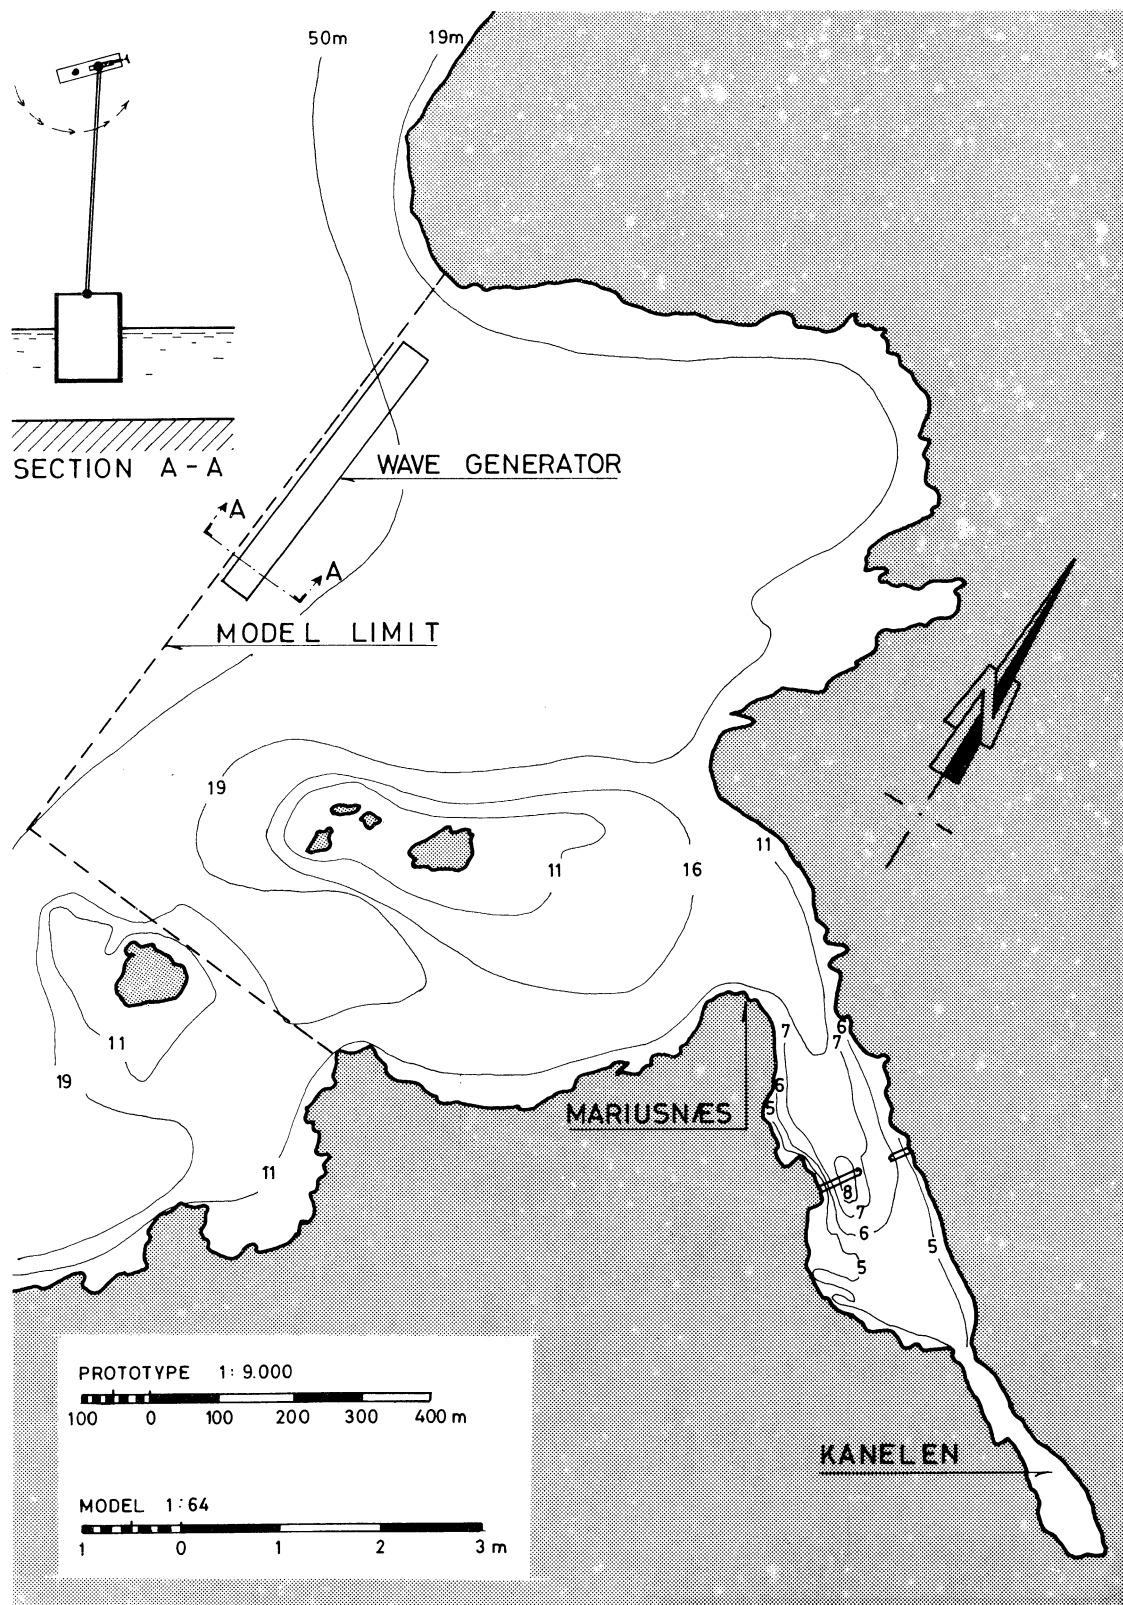 50m
19m
SECTION A-A
WAVE GENERATOR
A
A
MODEL LIMIT
19
11
16
11
11
19
11
7
6
7
6
5
MARIUSNÆS
8
7
6
5
5
PROTOTYPE 1:9.000
100 0 100 200 300 400 m
KANELEN
MODEL 1:64
1 0 1 2 3 m